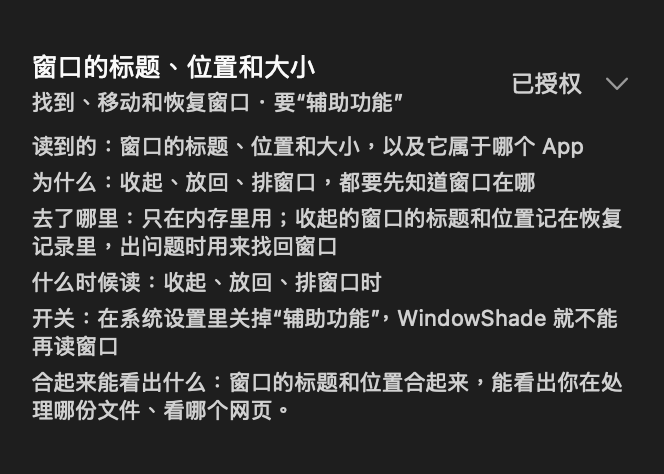 窗口的标题、位置和大小
已授权
找到、移动和恢复窗口·要“辅助功能”
读到的：窗口的标题、位置和大小，以及它属于哪个 App
为什么：收起、放回、排窗口，都要先知道窗口在哪
去了哪里：只在内存里用；收起的窗口的标题和位置记在恢复
记录里，出问题时用来找回窗口
什么时候读：收起、放回、排窗口时
开关：在系统设置里关掉“辅助功能”，WindowShade 就不能
再读窗口
合起来能看出什么：窗口的标题和位置合起来，能看出你在处
理哪份文件、看哪个网页。